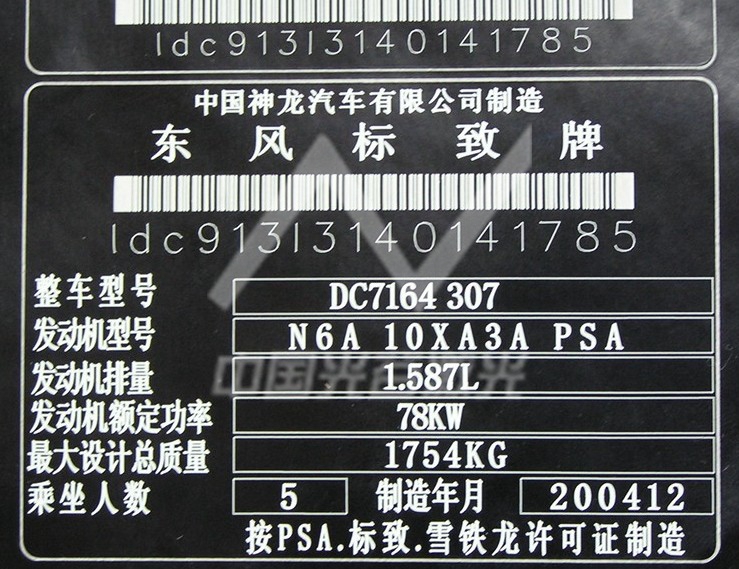 ldc913l3140141785
中国神龙汽车有限公司制造
东风标致牌
ldc913l3140141785
整车型号 DC7164 307
发动机型号 N6A 10XA3A PSA
发动机排量 1.587L
发动机额定功率 78KW
最大设计总质量 1754KG
乘坐人数 5 制造年月 200412
按PSA.标致.雪铁龙许可证制造